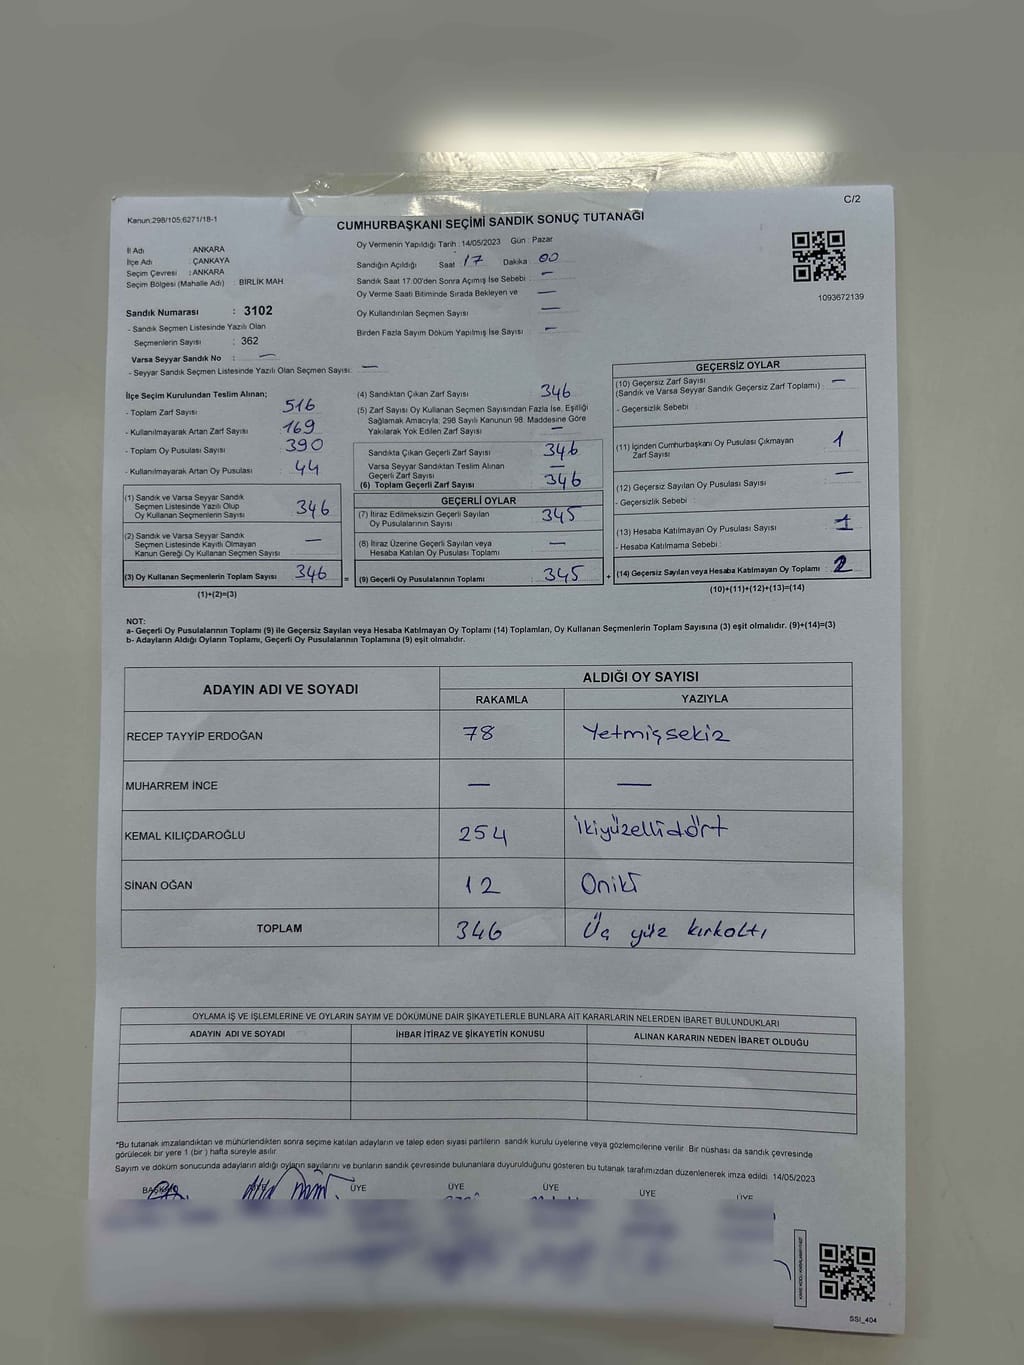 Kanun:298/105;6271/18-1
C/2
CUMHURBAŞKANI SEÇİMİ SANDIK SONUÇ TUTANAĞI
İl Adı : ANKARA
İlçe Adı : ÇANKAYA
Seçim Çevresi : ANKARA
Seçim Bölgesi (Mahalle Adı) : BİRLİK MAH
Oy Vermenin Yapıldığı Tarih : 14/05/2023 Gün : Pazar
Sandığın Açıldığı Saat 17 Dakika 00
Sandık Saat 17:00'den Sonra Açılmış İse Sebebi : —
Oy Verme Saati Bitiminde Sırada Bekleyen ve —
Oy Kullandırılan Seçmen Sayısı —
Birden Fazla Sayım Döküm Yapılmış İse Sayısı : —
1093672139
Sandık Numarası : 3102
- Sandık Seçmen Listesinde Yazılı Olan
Seçmenlerin Sayısı : 362
Varsa Seyyar Sandık No : —
- Seyyar Sandık Seçmen Listesinde Yazılı Olan Seçmen Sayısı: —
İlçe Seçim Kurulundan Teslim Alınan;
- Toplam Zarf Sayısı 516
- Kullanılmayarak Artan Zarf Sayısı : 169
- Toplam Oy Pusulası Sayısı : 390
- Kullanılmayarak Artan Oy Pusulası : 44
(1) Sandık ve Varsa Seyyar Sandık
Seçmen Listesinde Yazılı Olup
Oy Kullanan Seçmenlerin Sayısı 346
(2) Sandık ve Varsa Seyyar Sandık
Seçmen Listesinde Kayıtlı Olmayan
Kanun Gereği Oy Kullanan Seçmen Sayısı —
(3) Oy Kullanan Seçmenlerin Toplam Sayısı 346 =
(1)+(2)=(3)
(4) Sandıktan Çıkan Zarf Sayısı 346
(5) Zarf Sayısı Oy Kullanan Seçmen Sayısından Fazla İse, Eşitliği
Sağlamak Amacıyla; 298 Sayılı Kanunun 98. Maddesine Göre
Yakılarak Yok Edilen Zarf Sayısı —
Sandıkta Çıkan Geçerli Zarf Sayısı 346
Varsa Seyyar Sandıktan Teslim Alınan
Geçerli Zarf Sayısı —
(6) Toplam Geçerli Zarf Sayısı 346
GEÇERLİ OYLAR
(7) İtiraz Edilmeksizin Geçerli Sayılan
Oy Pusulalarının Sayısı 345
(8) İtiraz Üzerine Geçerli Sayılan veya
Hesaba Katılan Oy Pusulası Toplamı —
(9) Geçerli Oy Pusulalarının Toplamı 345 +
GEÇERSİZ OYLAR
(10) Geçersiz Zarf Sayısı
(Sandık ve Varsa Seyyar Sandık Geçersiz Zarf Toplamı) : —
- Geçersizlik Sebebi :
(11) İçinden Cumhurbaşkanı Oy Pusulası Çıkmayan
Zarf Sayısı 1
(12) Geçersiz Sayılan Oy Pusulası Sayısı —
- Geçersizlik Sebebi :
(13) Hesaba Katılmayan Oy Pusulası Sayısı 1
- Hesaba Katılmama Sebebi :
(14) Geçersiz Sayılan veya Hesaba Katılmayan Oy Toplamı : 2
(10)+(11)+(12)+(13)=(14)
NOT:
a- Geçerli Oy Pusulalarının Toplamı (9) ile Geçersiz Sayılan veya Hesaba Katılmayan Oy Toplamı (14) Toplamları, Oy Kullanan Seçmenlerin Toplam Sayısına (3) eşit olmalıdır. (9)+(14)=(3)
b- Adayların Aldığı Oyların Toplamı, Geçerli Oy Pusulalarının Toplamına (9) eşit olmalıdır.
ADAYIN ADI VE SOYADI
ALDIĞI OY SAYISI
RAKAMLA YAZIYLA
RECEP TAYYİP ERDOĞAN 78 Yetmişsekiz
MUHARREM İNCE — —
KEMAL KILIÇDAROĞLU 254 İkiyüzellidört
SİNAN OĞAN 12 Oniki
TOPLAM 346 Üç yüz kırkaltı
OYLAMA İŞ VE İŞLEMLERİNE VE OYLARIN SAYIM VE DÖKÜMÜNE DAİR ŞİKAYETLERLE BUNLARA AİT KARARLARIN NELERDEN İBARET BULUNDUKLARI
ADAYIN ADI VE SOYADI İHBAR İTİRAZ VE ŞİKAYETİN KONUSU ALINAN KARARIN NEDEN İBARET OLDUĞU
*Bu tutanak imzalandıktan ve mühürlendikten sonra seçime katılan adayların ve talep eden siyasi partilerin sandık kurulu üyelerine veya gözlemcilerine verilir. Bir nüshası da sandık çevresinde
görülecek bir yere 1 (bir ) hafta süreyle asılır.
Sayım ve döküm sonucunda adayların aldığı oyların sayılarını ve bunların sandık çevresinde bulunanlara duyurulduğunu gösteren bu tutanak tarafımızdan düzenlenerek imza edildi. 14/05/2023
BAŞKAN ÜYE ÜYE ÜYE ÜYE ÜYE ÜYE
SSI_404